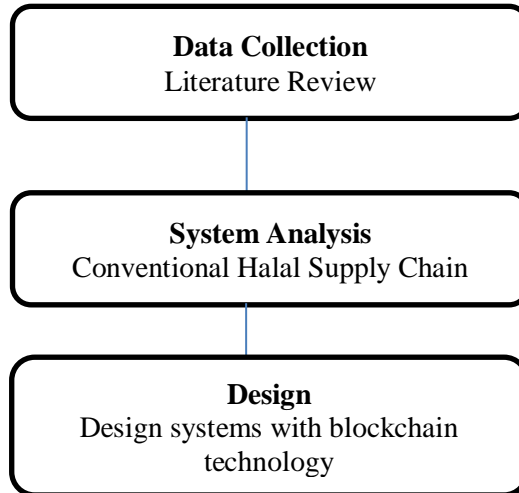 Data Collection
Literature Review
System Analysis
Conventional Halal Supply Chain
Design
Design systems with blockchain
technology